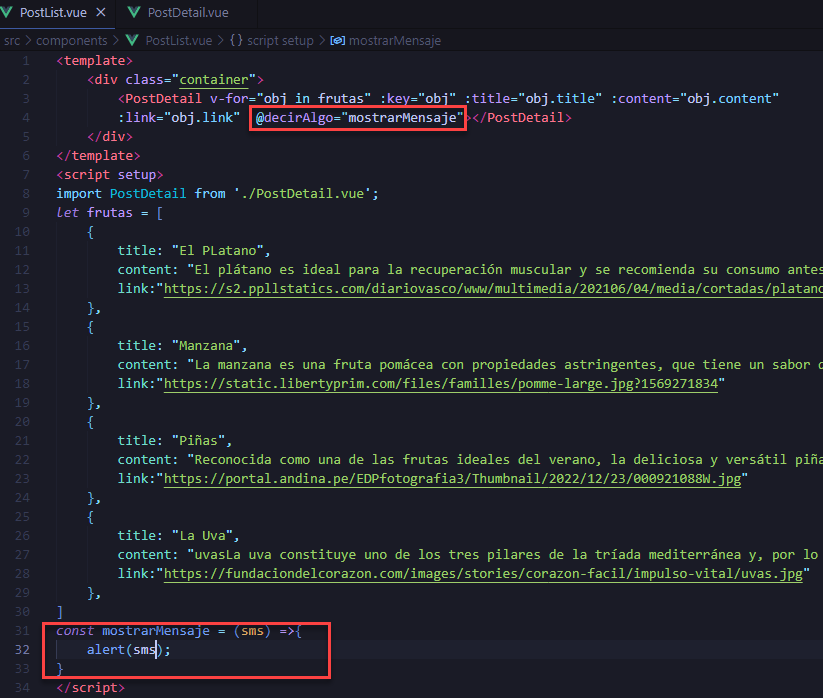 PostList.vue × PostDetail.vue
src > components > PostList.vue > {} script setup > mostrarMensaje
1 <template>
2 <div class="container">
3 <PostDetail v-for="obj in frutas" :key="obj" :title="obj.title" :content="obj.content"
4 :link="obj.link" @decirAlgo="mostrarMensaje"></PostDetail>
5 </div>
6 </template>
7 <script setup>
8 import PostDetail from './PostDetail.vue';
9 let frutas = [
10 {
11 title: "El PLatano",
12 content: "El plátano es ideal para la recuperación muscular y se recomienda su consumo antes
13 link:"https://s2.ppllstatics.com/diariovasco/www/multimedia/202106/04/media/cortadas/platano
14 },
15 {
16 title: "Manzana",
17 content: "La manzana es una fruta pomácea con propiedades astringentes, que tiene un sabor
18 link:"https://static.libertyprim.com/files/familles/pomme-large.jpg?1569271834"
19 },
20 {
21 title: "Piñas",
22 content: "Reconocida como una de las frutas ideales del verano, la deliciosa y versátil piña
23 link:"https://portal.andina.pe/EDPfotografia3/Thumbnail/2022/12/23/000921088W.jpg"
24 },
25 {
26 title: "La Uva",
27 content: "uvasLa uva constituye uno de los tres pilares de la tríada mediterránea y, por lo
28 link:"https://fundaciondelcorazon.com/images/stories/corazon-facil/impulso-vital/uvas.jpg"
29 },
30 ]
31 const mostrarMensaje = (sms) =>{
32 alert(sms);
33 }
34 </script>